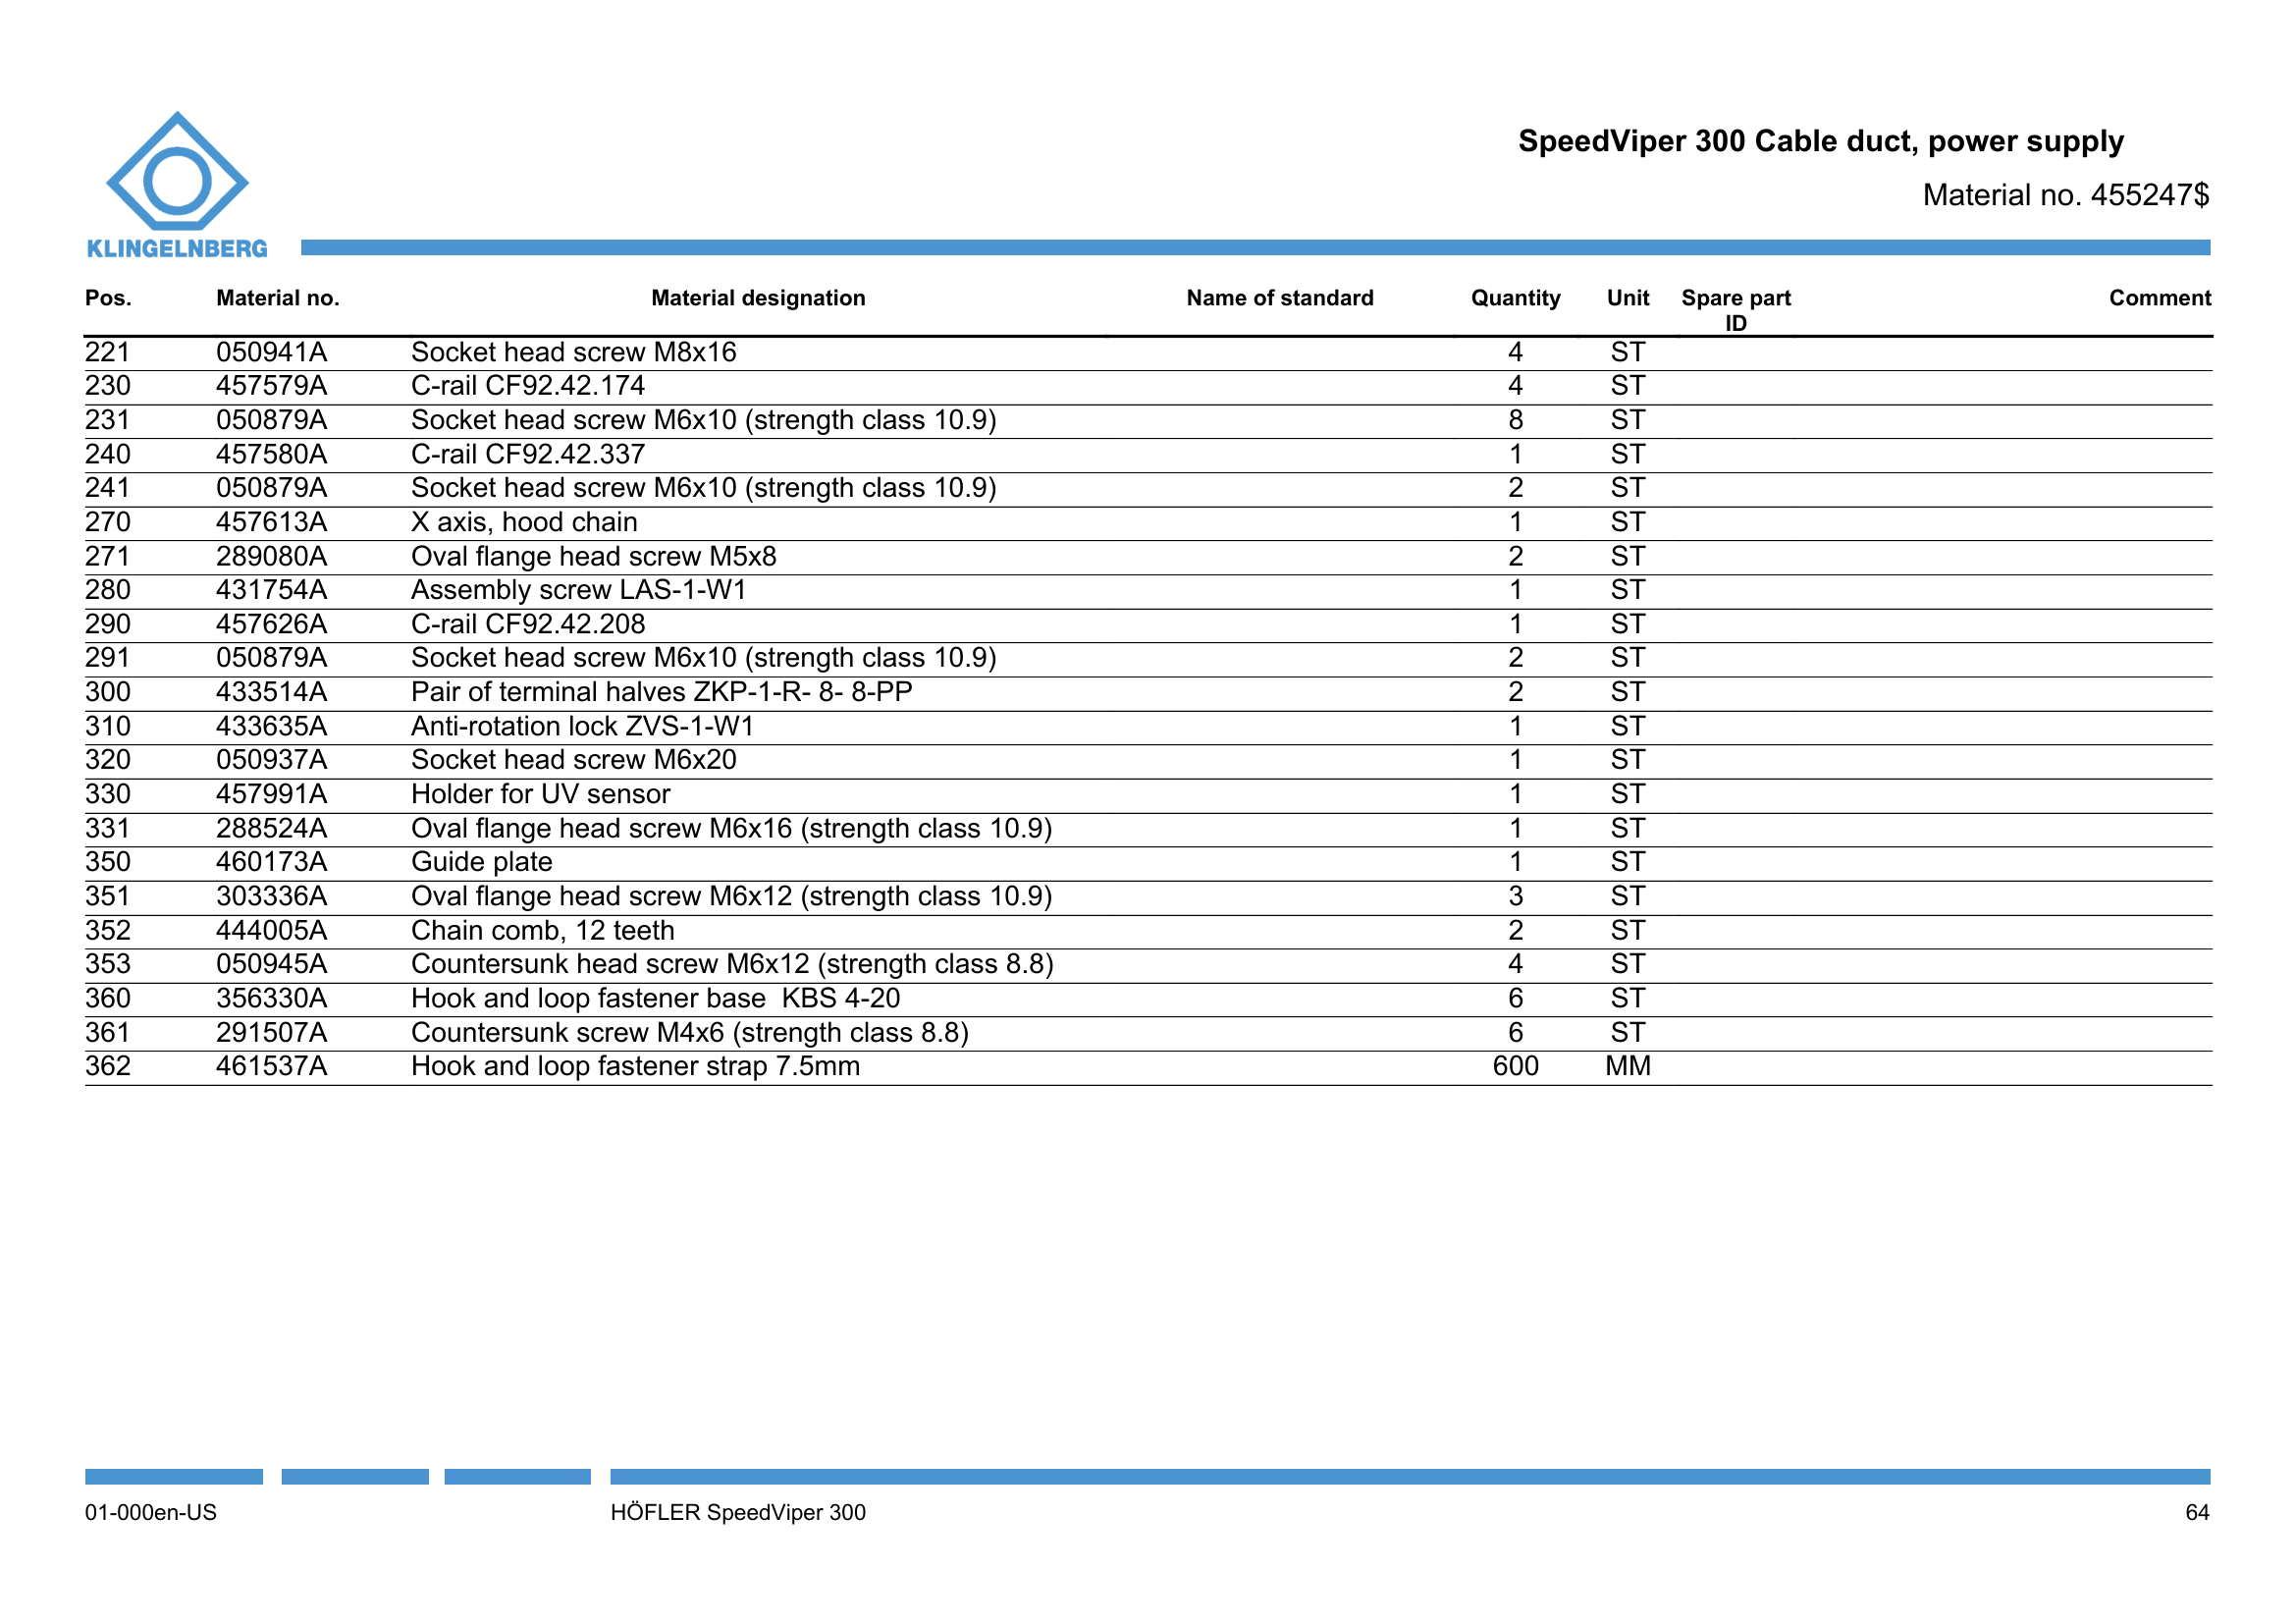 KLINGELNBERG
SpeedViper 300 Cable duct, power supply
Material no. 455247$
Pos. Material no. Material designation Name of standard Quantity Unit Spare part ID Comment
221 050941A Socket head screw M8x16 4 ST
230 457579A C-rail CF92.42.174 4 ST
231 050879A Socket head screw M6x10 (strength class 10.9) 8 ST
240 457580A C-rail CF92.42.337 1 ST
241 050879A Socket head screw M6x10 (strength class 10.9) 2 ST
270 457613A X axis, hood chain 1 ST
271 289080A Oval flange head screw M5x8 2 ST
280 431754A Assembly screw LAS-1-W1 1 ST
290 457626A C-rail CF92.42.208 1 ST
291 050879A Socket head screw M6x10 (strength class 10.9) 2 ST
300 433514A Pair of terminal halves ZKP-1-R- 8- 8-PP 2 ST
310 433635A Anti-rotation lock ZVS-1-W1 1 ST
320 050937A Socket head screw M6x20 1 ST
330 457991A Holder for UV sensor 1 ST
331 288524A Oval flange head screw M6x16 (strength class 10.9) 1 ST
350 460173A Guide plate 1 ST
351 303336A Oval flange head screw M6x12 (strength class 10.9) 3 ST
352 444005A Chain comb, 12 teeth 2 ST
353 050945A Countersunk head screw M6x12 (strength class 8.8) 4 ST
360 356330A Hook and loop fastener base  KBS 4-20 6 ST
361 291507A Countersunk screw M4x6 (strength class 8.8) 6 ST
362 461537A Hook and loop fastener strap 7.5mm 600 MM
01-000en-US HÖFLER SpeedViper 300 64